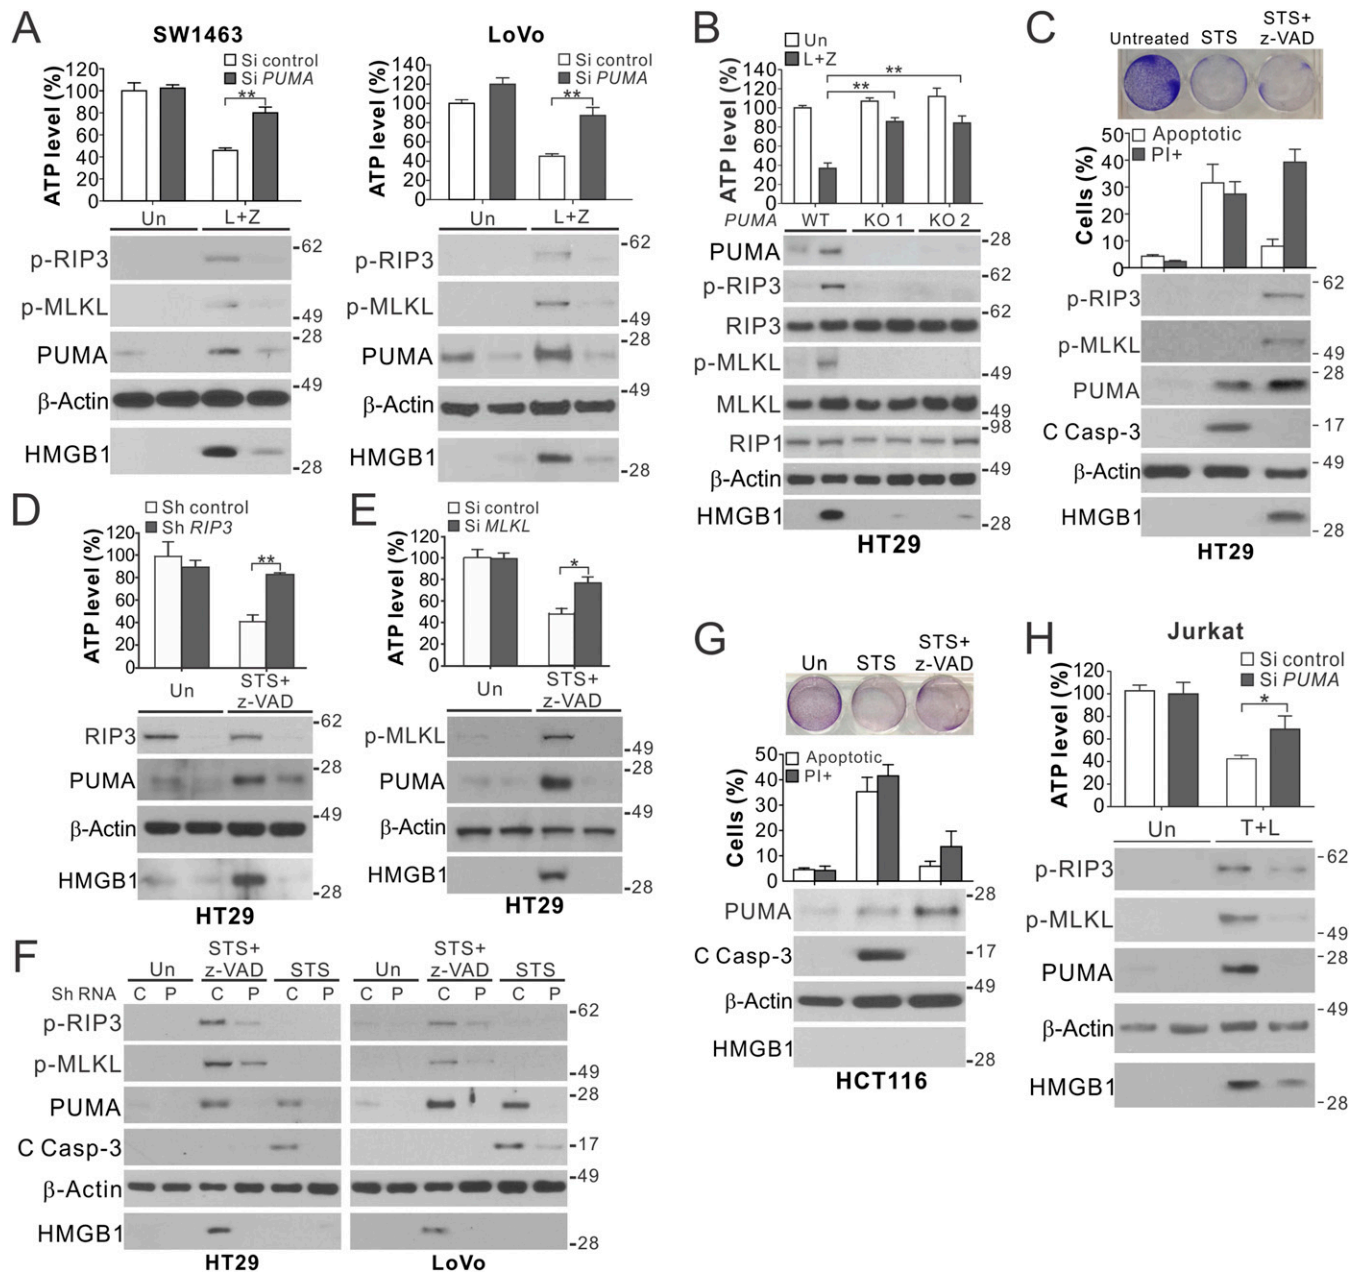 A
SW1463
Si control
Si PUMA
ATP level (%)
120
100
80
60
40
20
0
**
Un L+Z
p-RIP3
-62
p-MLKL
-49
PUMA
-28
β-Actin
-49
HMGB1
-28
LoVo
Si control
Si PUMA
ATP level (%)
140
120
100
80
60
40
20
0
**
Un L+Z
p-RIP3
-62
p-MLKL
-49
PUMA
-28
β-Actin
-49
HMGB1
-28
B
Un
L+Z
ATP level (%)
140
120
100
80
60
40
20
0
**
**
PUMA WT KO 1 KO 2
PUMA
-28
p-RIP3
-62
RIP3
-62
p-MLKL
-49
MLKL
-49
RIP1
-98
β-Actin
-49
HMGB1
-28
HT29
C
Untreated STS STS+
z-VAD
Apoptotic
PI+
Cells (%)
50
40
30
20
10
0
p-RIP3
-62
p-MLKL
-49
PUMA
-28
C Casp-3
-17
β-Actin
-49
HMGB1
-28
HT29
D
Sh control
Sh RIP3
ATP level (%)
120
100
80
60
40
20
0
**
Un STS+
z-VAD
RIP3
-62
PUMA
-28
β-Actin
-49
HMGB1
-28
HT29
E
Si control
Si MLKL
ATP level (%)
120
100
80
60
40
20
0
*
Un STS+
z-VAD
p-MLKL
-49
PUMA
-28
β-Actin
-49
HMGB1
-28
HT29
F
Un STS+
z-VAD STS Un STS+
z-VAD STS
Sh RNA C P C P C P C P C P C P
p-RIP3
-62
p-MLKL
-49
PUMA
-28
C Casp-3
-17
β-Actin
-49
HMGB1
-28
HT29 LoVo
G
Un STS STS+
z-VAD
Apoptotic
PI+
Cells (%)
50
40
30
20
10
0
PUMA
-28
C Casp-3
-17
β-Actin
-49
HMGB1
-28
HCT116
H
Jurkat
Si control
Si PUMA
ATP level (%)
120
100
80
60
40
20
0
*
Un T+L
p-RIP3
-62
p-MLKL
-49
PUMA
-28
β-Actin
-49
HMGB1
-28